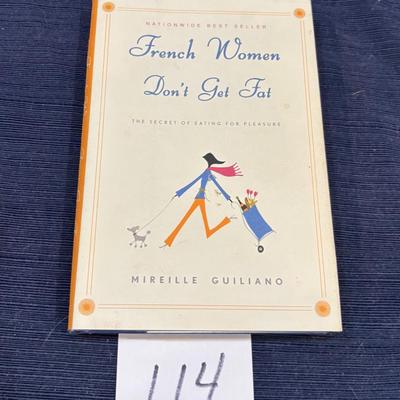 NATIONWIDE BEST SELLER
French Women
Don't Get Fat
THE SECRET OF EATING FOR PLEASURE
MIREILLE GUILIANO
114